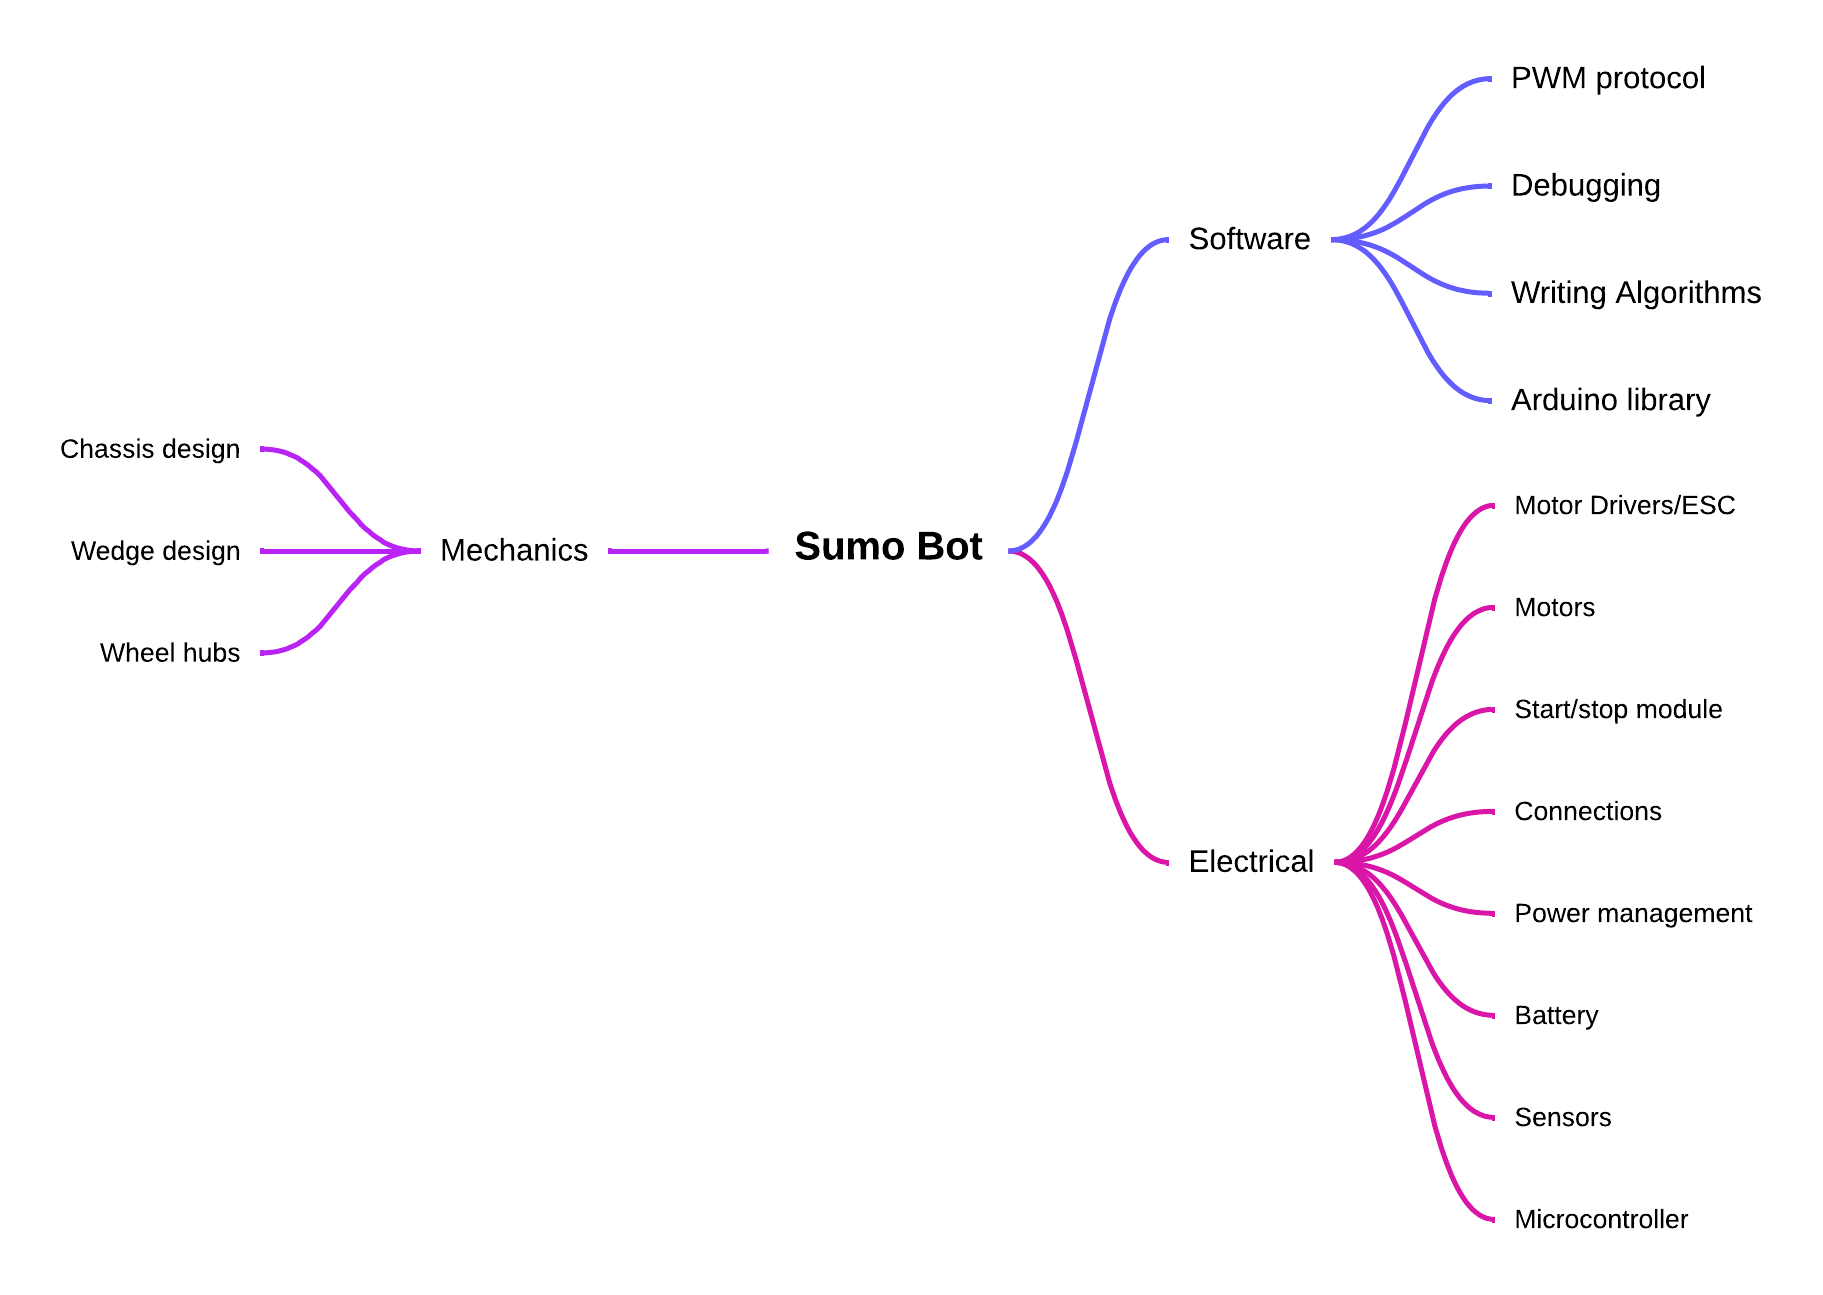 Sumo Bot
Software
PWM protocol
Debugging
Writing Algorithms
Arduino library
Electrical
Motor Drivers/ESC
Motors
Start/stop module
Connections
Power management
Battery
Sensors
Microcontroller
Mechanics
Chassis design
Wedge design
Wheel hubs